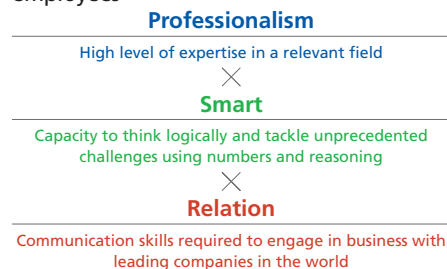 employees
Professionalism
High level of expertise in a relevant field
×
Smart
Capacity to think logically and tackle unprecedented
challenges using numbers and reasoning
×
Relation
Communication skills required to engage in business with
leading companies in the world